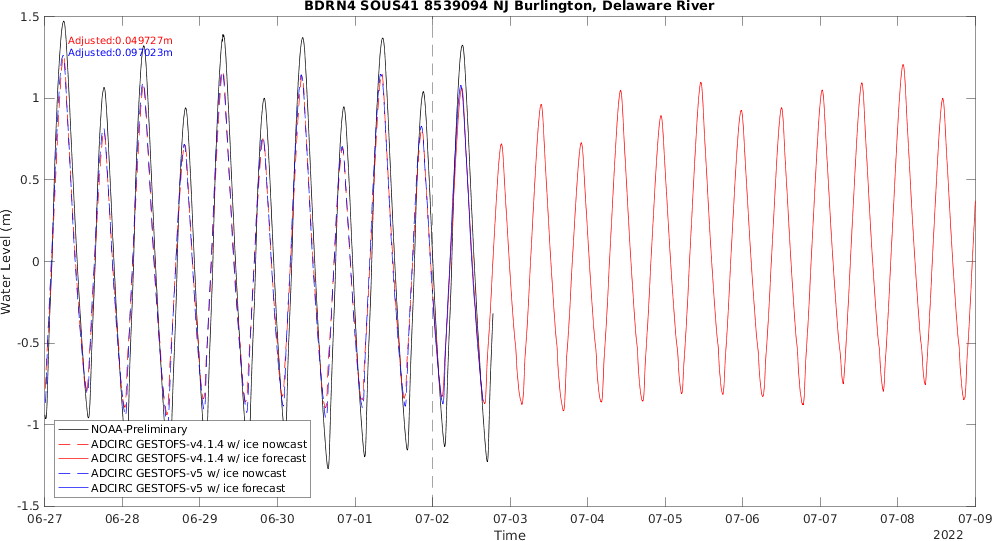 BDRN4 SOUS41 8539094 NJ Burlington, Delaware River
Adjusted:0.049727m
Adjusted:0.097023m
1.5
1
0.5
0
-0.5
-1
-1.5
Water Level (m)
NOAA-Preliminary
ADCIRC GESTOFS-v4.1.4 w/ ice nowcast
ADCIRC GESTOFS-v4.1.4 w/ ice forecast
ADCIRC GESTOFS-v5 w/ ice nowcast
ADCIRC GESTOFS-v5 w/ ice forecast
06-27 06-28 06-29 06-30 07-01 07-02 07-03 07-04 07-05 07-06 07-07 07-08 07-09
Time
2022